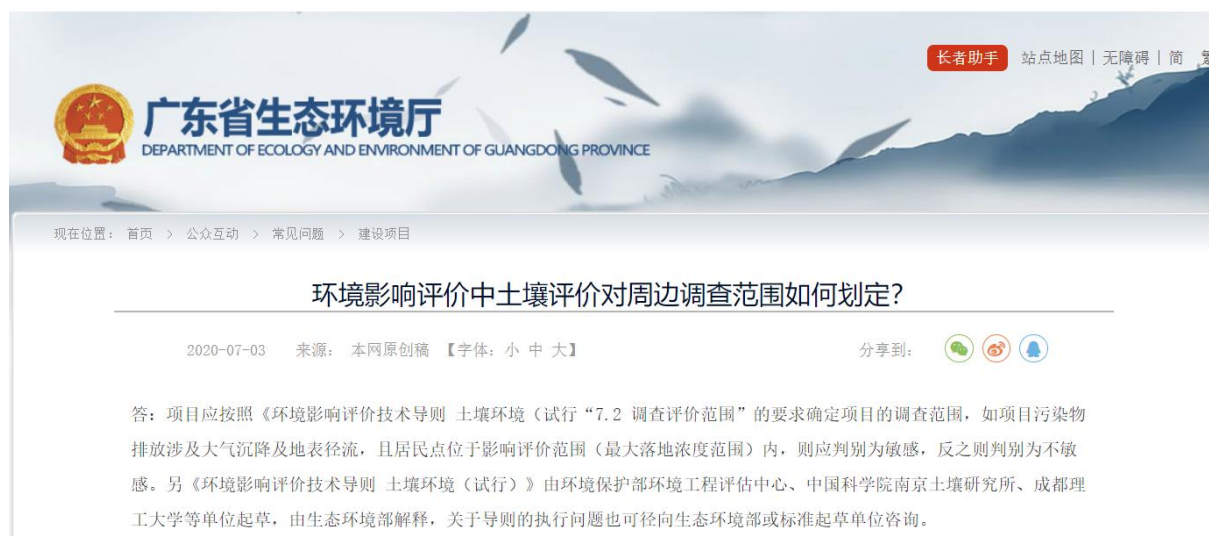 长者助手 站点地图 | 无障碍 | 简
广东省生态环境厅
DEPARTMENT OF ECOLOGY AND ENVIRONMENT OF GUANGDONG PROVINCE
现在位置： 首页 > 公众互动 > 常见问题 > 建设项目
环境影响评价中土壤评价对周边调查范围如何划定？
2020-07-03 来源： 本网原创稿 【字体：小 中 大】 分享到：
答：项目应按照《环境影响评价技术导则 土壤环境（试行“7.2 调查评价范围”的要求确定项目的调查范围，如项目污染物
排放涉及大气沉降及地表径流，且居民点位于影响评价范围（最大落地浓度范围）内，则应判别为敏感，反之则判别为不敏
感。另《环境影响评价技术导则 土壤环境（试行）》由环境保护部环境工程评估中心、中国科学院南京土壤研究所、成都理
工大学等单位起草，由生态环境部解释，关于导则的执行问题也可径向生态环境部或标准起草单位咨询。